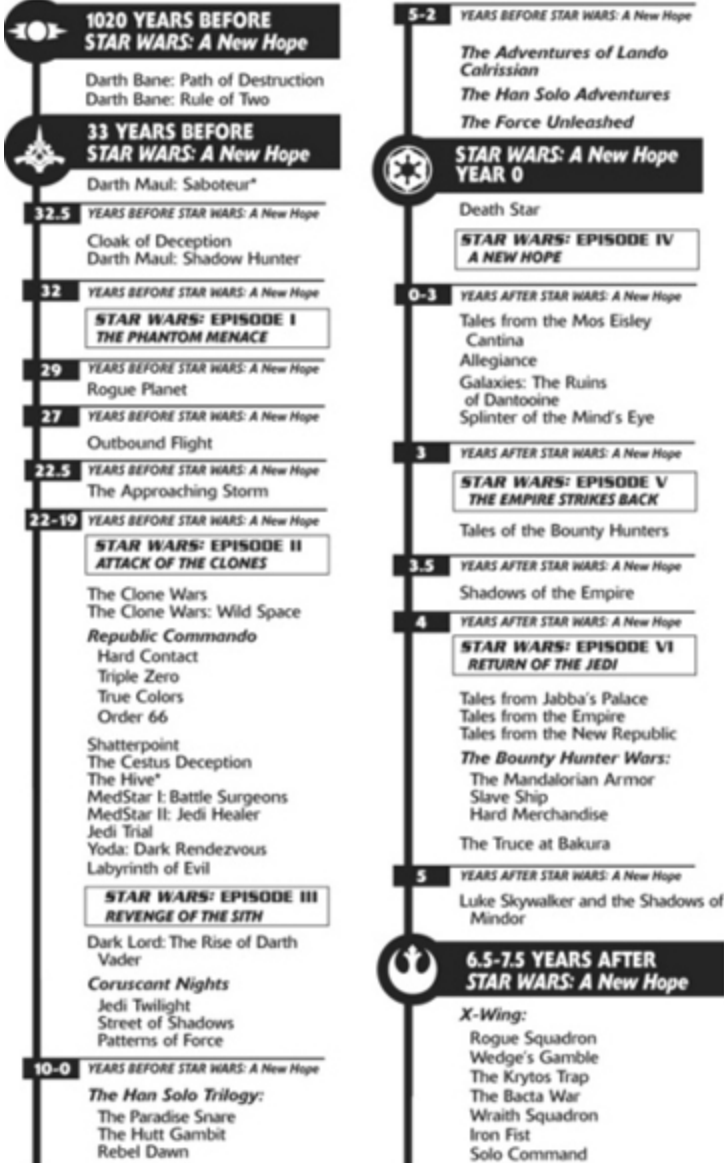 1020 YEARS BEFORE
STAR WARS: A New Hope
Darth Bane: Path of Destruction
Darth Bane: Rule of Two
33 YEARS BEFORE
STAR WARS: A New Hope
Darth Maul: Saboteur*
32.5 YEARS BEFORE STAR WARS: A New Hope
Cloak of Deception
Darth Maul: Shadow Hunter
32 YEARS BEFORE STAR WARS: A New Hope
STAR WARS: EPISODE I
THE PHANTOM MENACE
29 YEARS BEFORE STAR WARS: A New Hope
Rogue Planet
27 YEARS BEFORE STAR WARS: A New Hope
Outbound Flight
22.5 YEARS BEFORE STAR WARS: A New Hope
The Approaching Storm
22-19 YEARS BEFORE STAR WARS: A New Hope
STAR WARS: EPISODE II
ATTACK OF THE CLONES
The Clone Wars
The Clone Wars: Wild Space
Republic Commando
Hard Contact
Triple Zero
True Colors
Order 66
Shatterpoint
The Cestus Deception
The Hive*
MedStar I: Battle Surgeons
MedStar II: Jedi Healer
Jedi Trial
Yoda: Dark Rendezvous
Labyrinth of Evil
STAR WARS: EPISODE III
REVENGE OF THE SITH
Dark Lord: The Rise of Darth
Vader
Coruscant Nights
Jedi Twilight
Street of Shadows
Patterns of Force
10-0 YEARS BEFORE STAR WARS: A New Hope
The Han Solo Trilogy:
The Paradise Snare
The Hutt Gambit
Rebel Dawn
5-2 YEARS BEFORE STAR WARS: A New Hope
The Adventures of Lando
Calrissian
The Han Solo Adventures
The Force Unleashed
STAR WARS: A New Hope
YEAR 0
Death Star
STAR WARS: EPISODE IV
A NEW HOPE
0-3 YEARS AFTER STAR WARS: A New Hope
Tales from the Mos Eisley
Cantina
Allegiance
Galaxies: The Ruins
of Dantooine
Splinter of the Mind's Eye
3 YEARS AFTER STAR WARS: A New Hope
STAR WARS: EPISODE V
THE EMPIRE STRIKES BACK
Tales of the Bounty Hunters
3.5 YEARS AFTER STAR WARS: A New Hope
Shadows of the Empire
4 YEARS AFTER STAR WARS: A New Hope
STAR WARS: EPISODE VI
RETURN OF THE JEDI
Tales from Jabba's Palace
Tales from the Empire
Tales from the New Republic
The Bounty Hunter Wars:
The Mandalorian Armor
Slave Ship
Hard Merchandise
The Truce at Bakura
5 YEARS AFTER STAR WARS: A New Hope
Luke Skywalker and the Shadows of
Mindor
6.5-7.5 YEARS AFTER
STAR WARS: A New Hope
X-Wing:
Rogue Squadron
Wedge's Gamble
The Krytos Trap
The Bacta War
Wraith Squadron
Iron Fist
Solo Command